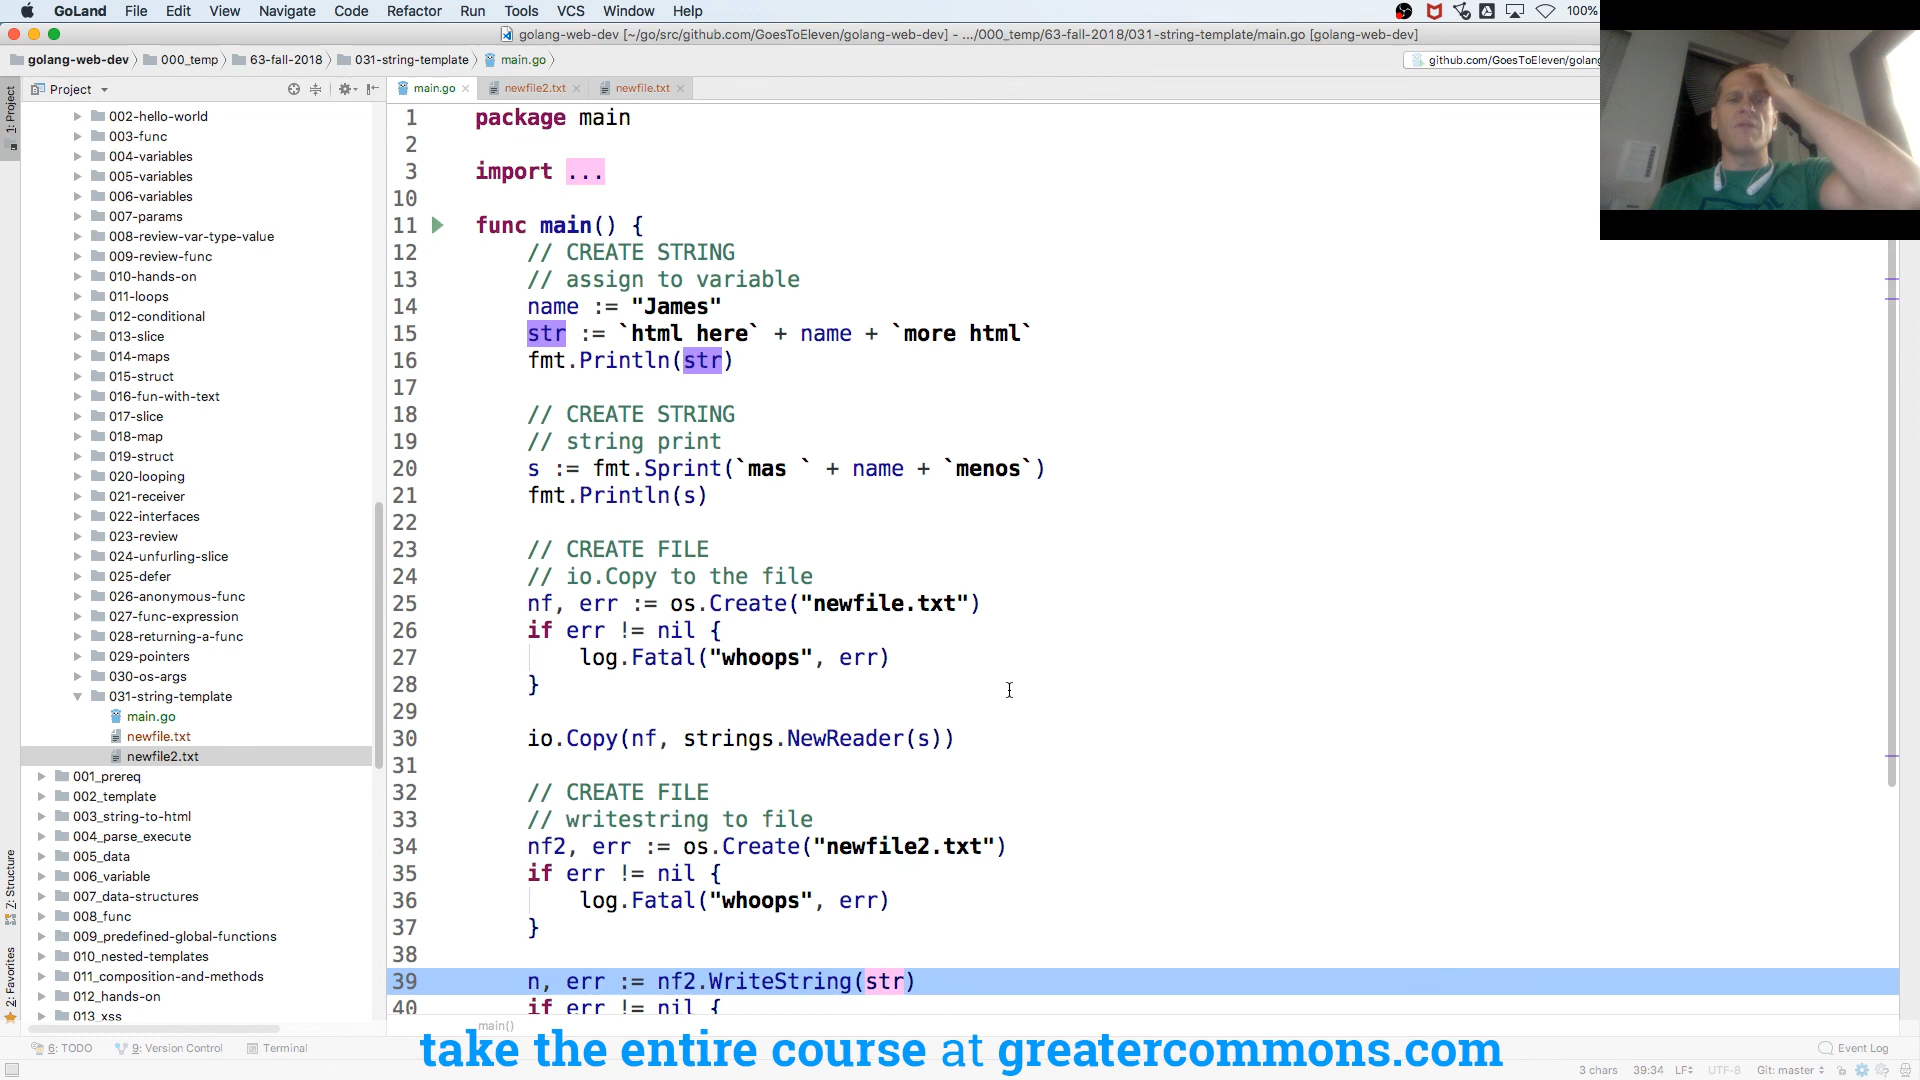 GoLand File Edit View Navigate Code Refactor Run Tools VCS Window Help 100%
golang-web-dev [~/go/src/github.com/GoesToEleven/golang-web-dev] - .../000_temp/63-fall-2018/031-string-template/main.go [golang-web-dev]
golang-web-dev 000_temp 63-fall-2018 031-string-template main.go github.com/GoesToEleven/golang
Project main.go newfile2.txt newfile.txt
1: Project
002-hello-world
003-func
004-variables
005-variables
006-variables
007-params
008-review-var-type-value
009-review-func
010-hands-on
011-loops
012-conditional
013-slice
014-maps
015-struct
016-fun-with-text
017-slice
018-map
019-struct
020-looping
021-receiver
022-interfaces
023-review
024-unfurling-slice
025-defer
026-anonymous-func
027-func-expression
028-returning-a-func
029-pointers
030-os-args
031-string-template
main.go
newfile.txt
newfile2.txt
001_prereq
002_template
003_string-to-html
004_parse_execute
005_data
006_variable
007_data-structures
008_func
009_predefined-global-functions
010_nested-templates
011_composition-and-methods
012_hands-on
013_xss
7: Structure
2: Favorites
1 package main
2
3 import ...
10
11 func main() {
12 // CREATE STRING
13 // assign to variable
14 name := "James"
15 str := `html here` + name + `more html`
16 fmt.Println(str)
17
18 // CREATE STRING
19 // string print
20 s := fmt.Sprint(`mas ` + name + `menos`)
21 fmt.Println(s)
22
23 // CREATE FILE
24 // io.Copy to the file
25 nf, err := os.Create("newfile.txt")
26 if err != nil {
27 log.Fatal("whoops", err)
28 }
29
30 io.Copy(nf, strings.NewReader(s))
31
32 // CREATE FILE
33 // writestring to file
34 nf2, err := os.Create("newfile2.txt")
35 if err != nil {
36 log.Fatal("whoops", err)
37 }
38
39 n, err := nf2.WriteString(str)
40 if err != nil {
main()
6: TODO 9: Version Control Terminal Event Log
take the entire course at greatercommons.com
3 chars 39:34 LF UTF-8 Git: master